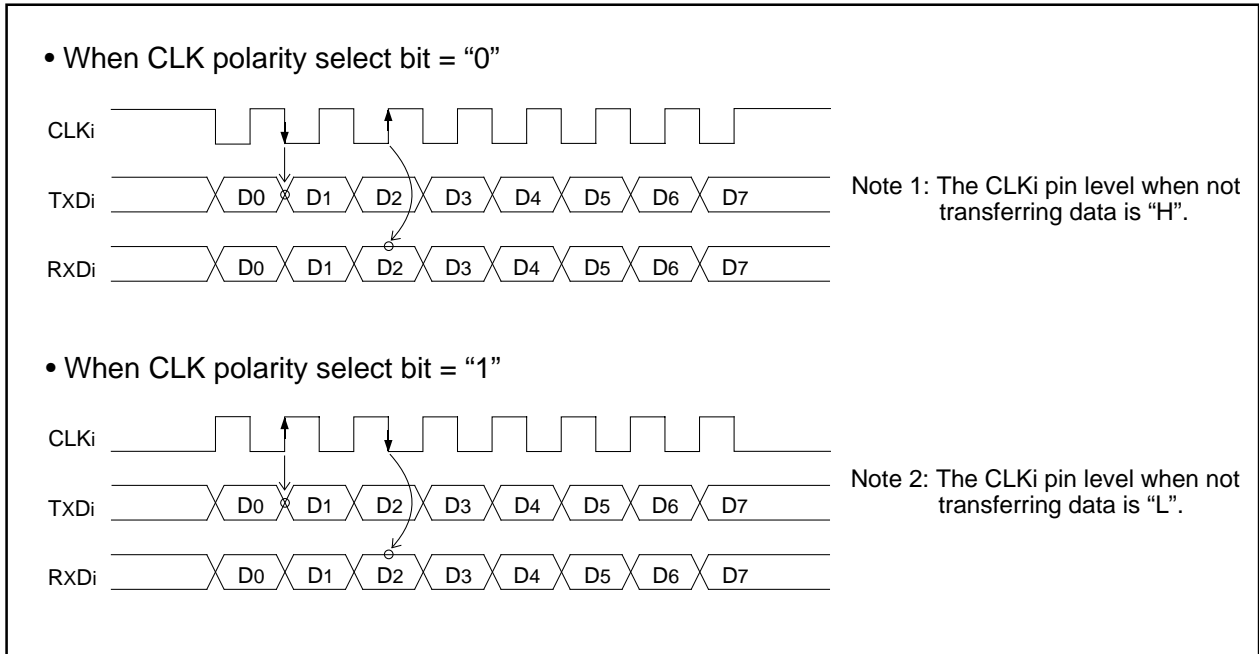 • When CLK polarity select bit = “0”
CLKi
TXDi D0 D1 D2 D3 D4 D5 D6 D7
RXDi D0 D1 D2 D3 D4 D5 D6 D7
Note 1: The CLKi pin level when not
transferring data is “H”.
• When CLK polarity select bit = “1”
CLKi
TXDi D0 D1 D2 D3 D4 D5 D6 D7
RXDi D0 D1 D2 D3 D4 D5 D6 D7
Note 2: The CLKi pin level when not
transferring data is “L”.